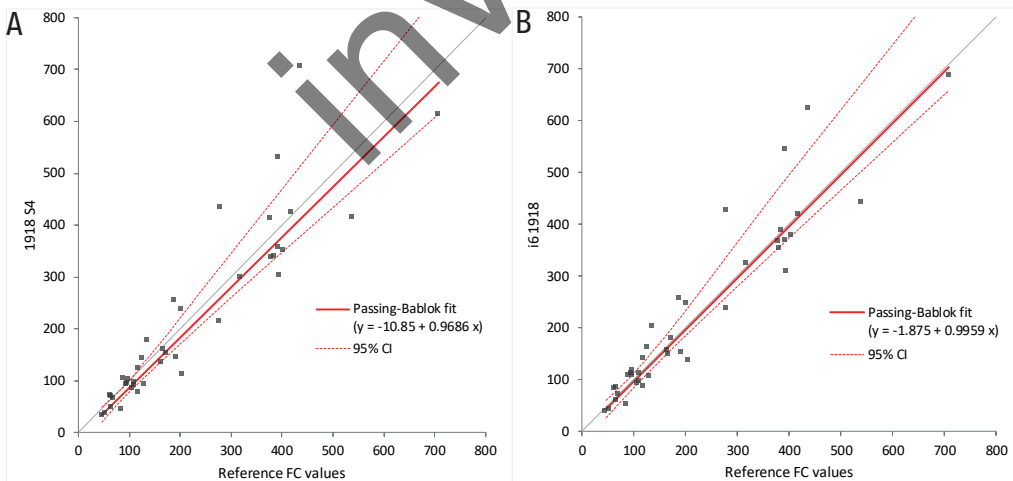 A
800
700
600
500
400
300
200
100
0
1918 S4
0 100 200 300 400 500 600 700 800
Reference FC values
Passing-Bablok fit
(y = -10.85 + 0.9686 x)
95% CI
B
800
700
600
500
400
300
200
100
0
i6 1918
0 100 200 300 400 500 600 700 800
Reference FC values
Passing-Bablok fit
(y = -1.875 + 0.9959 x)
95% CI